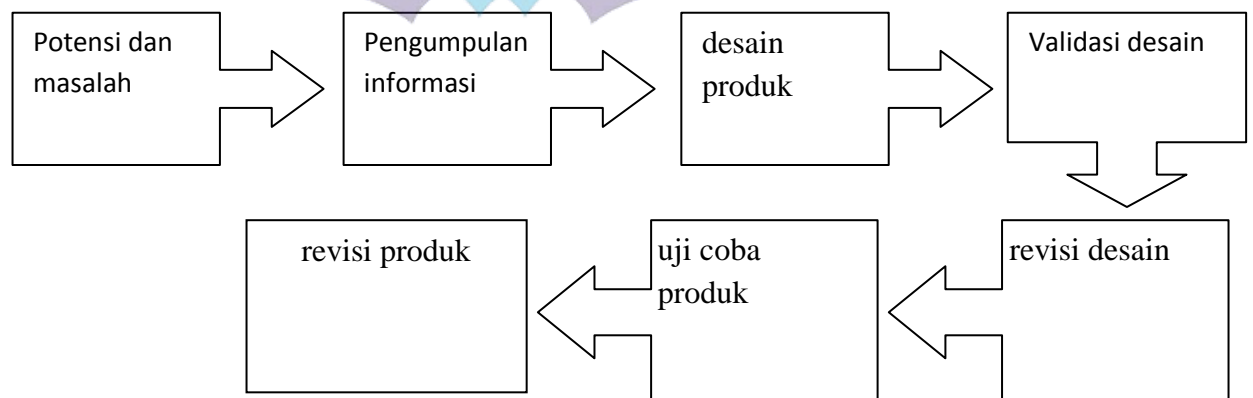 Potensi dan
masalah
Pengumpulan
informasi
desain
produk
Validasi desain
revisi desain
uji coba
produk
revisi produk